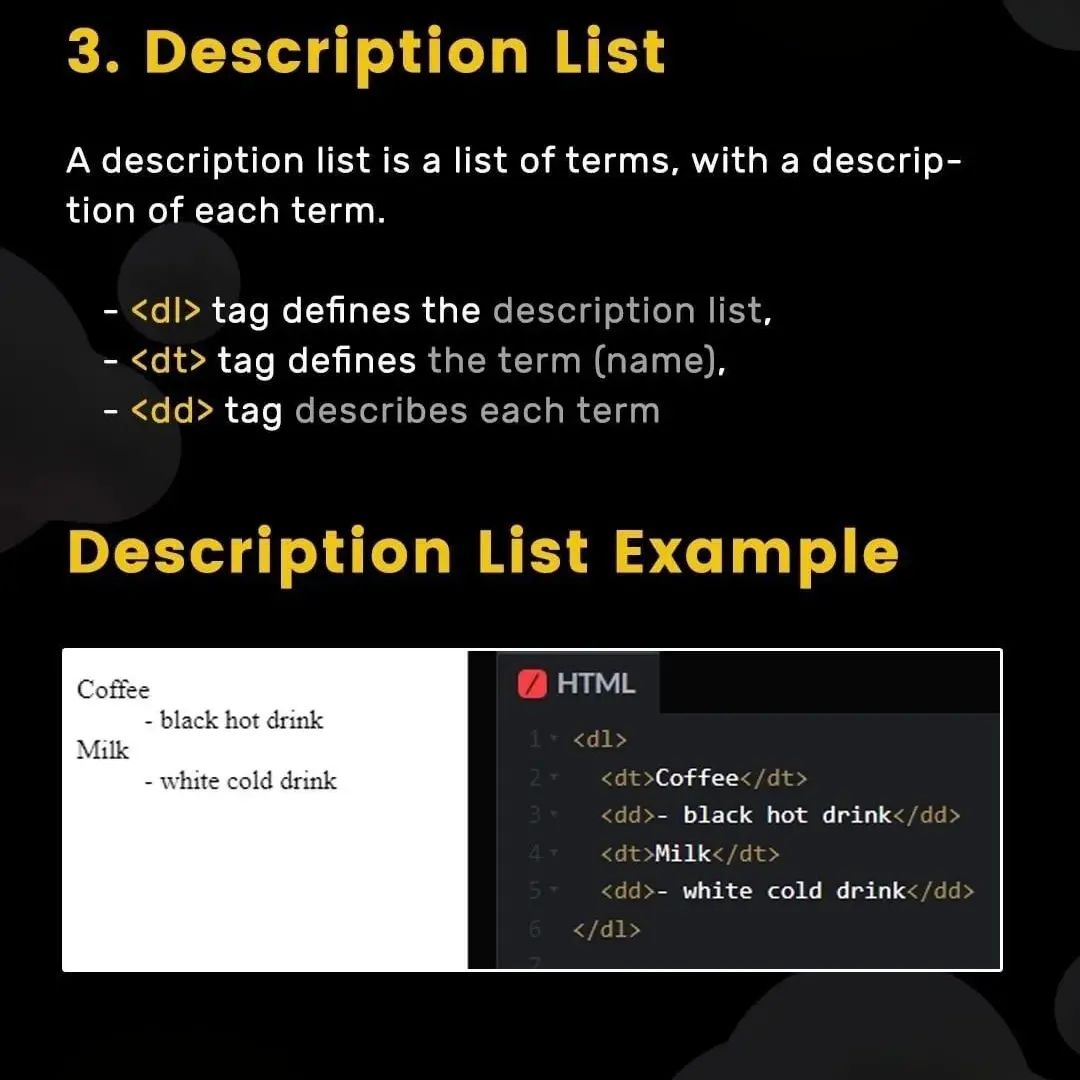 3. Description List
A description list is a list of terms, with a descrip-
tion of each term.
- <dl> tag defines the description list,
- <dt> tag defines the term (name),
- <dd> tag describes each term
Description List Example
Coffee
- black hot drink
Milk
- white cold drink
/ HTML
1 <dl>
2 <dt>Coffee</dt>
3 <dd>- black hot drink</dd>
4 <dt>Milk</dt>
5 <dd>- white cold drink</dd>
6 </dl>
7